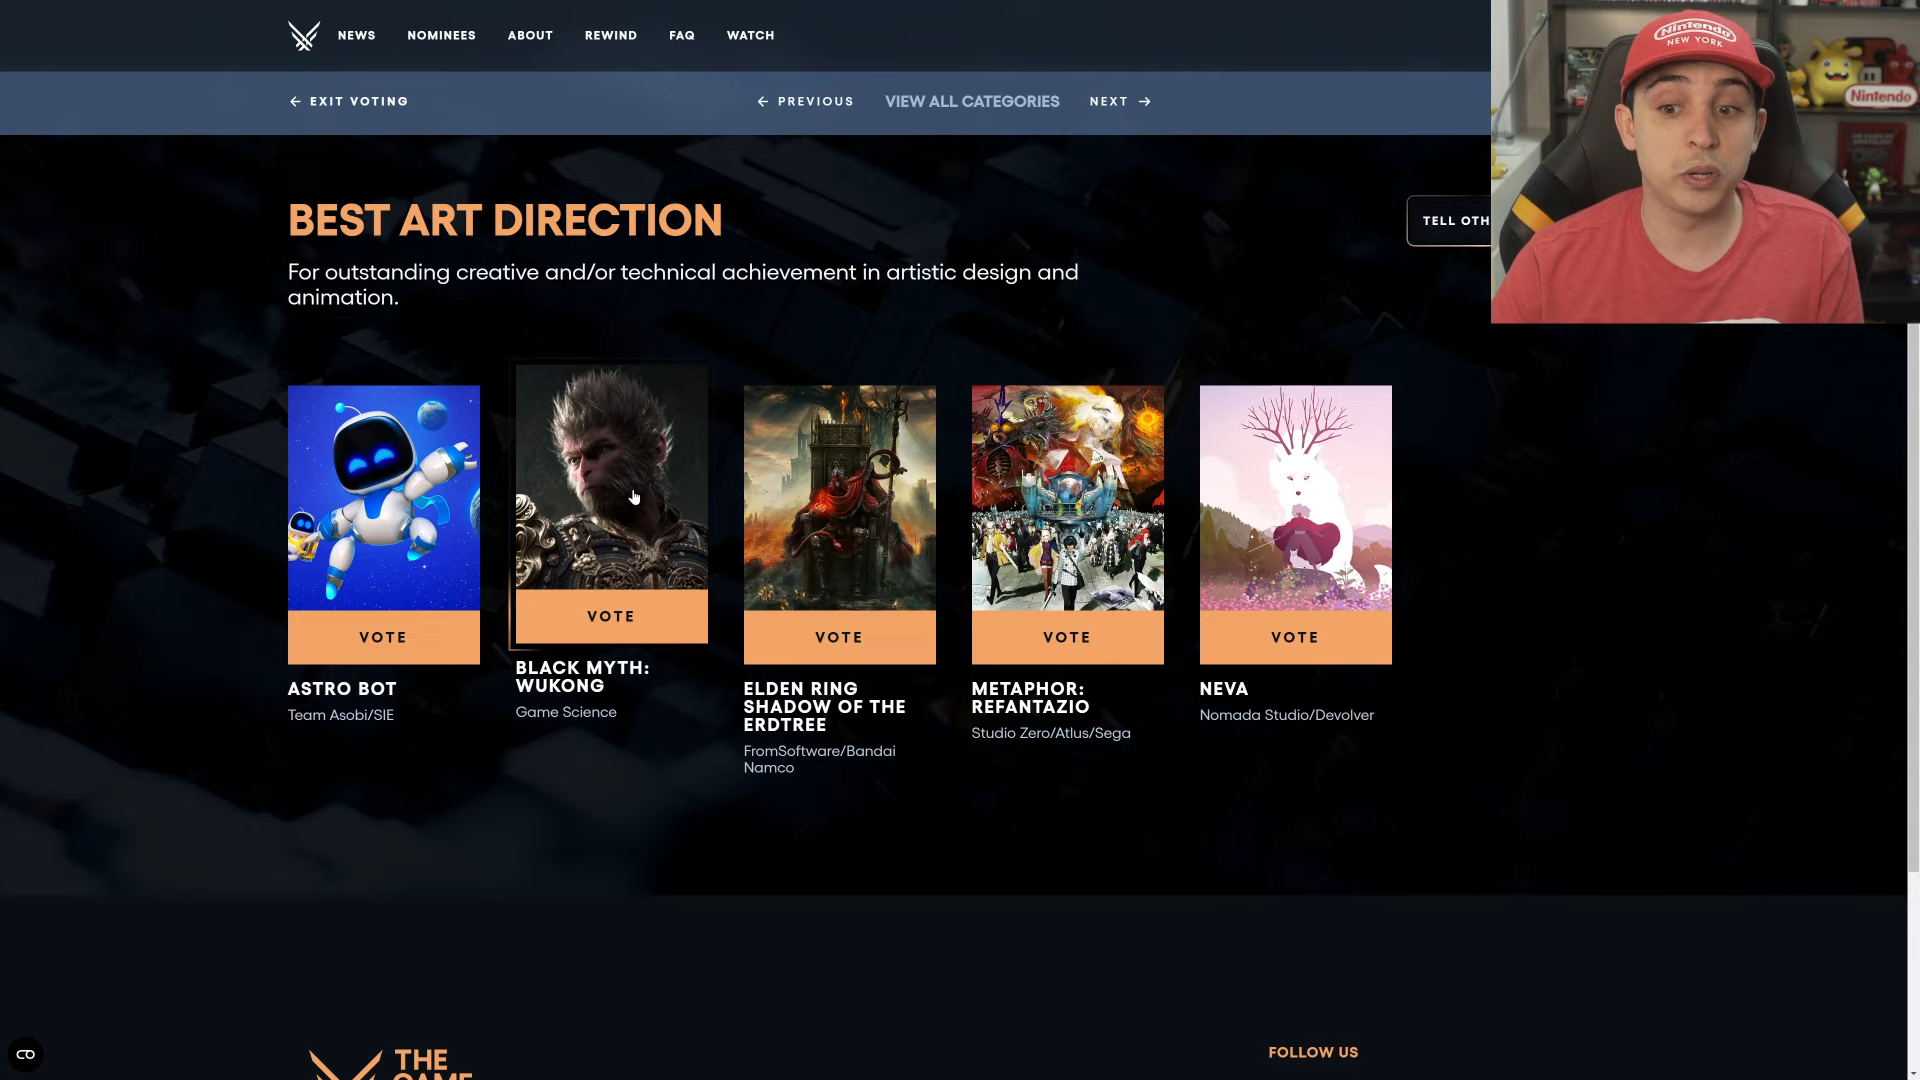 NEWS
NOMINEES
ABOUT
REWIND
FAQ
WATCH
Nintendo
NEW YORK
Nintendo
EXIT VOTING
PREVIOUS
VIEW ALL CATEGORIES
NEXT
BEST ART DIRECTION
TELL OTH
For outstanding creative and/or technical achievement in artistic design and
animation.
VOTE
VOTE
VOTE
VOTE
VOTE
ASTRO BOT
Team Asobi/SIE
BLACK MYTH:
WUKONG
Game Science
ELDEN RING
SHADOW OF THE
ERDTREE
FromSoftware/Bandai
Namco
METAPHOR:
REFANTAZIO
Studio Zero/Atlus/Sega
NEVA
Nomada Studio/Devolver
THE
GAME
FOLLOW US